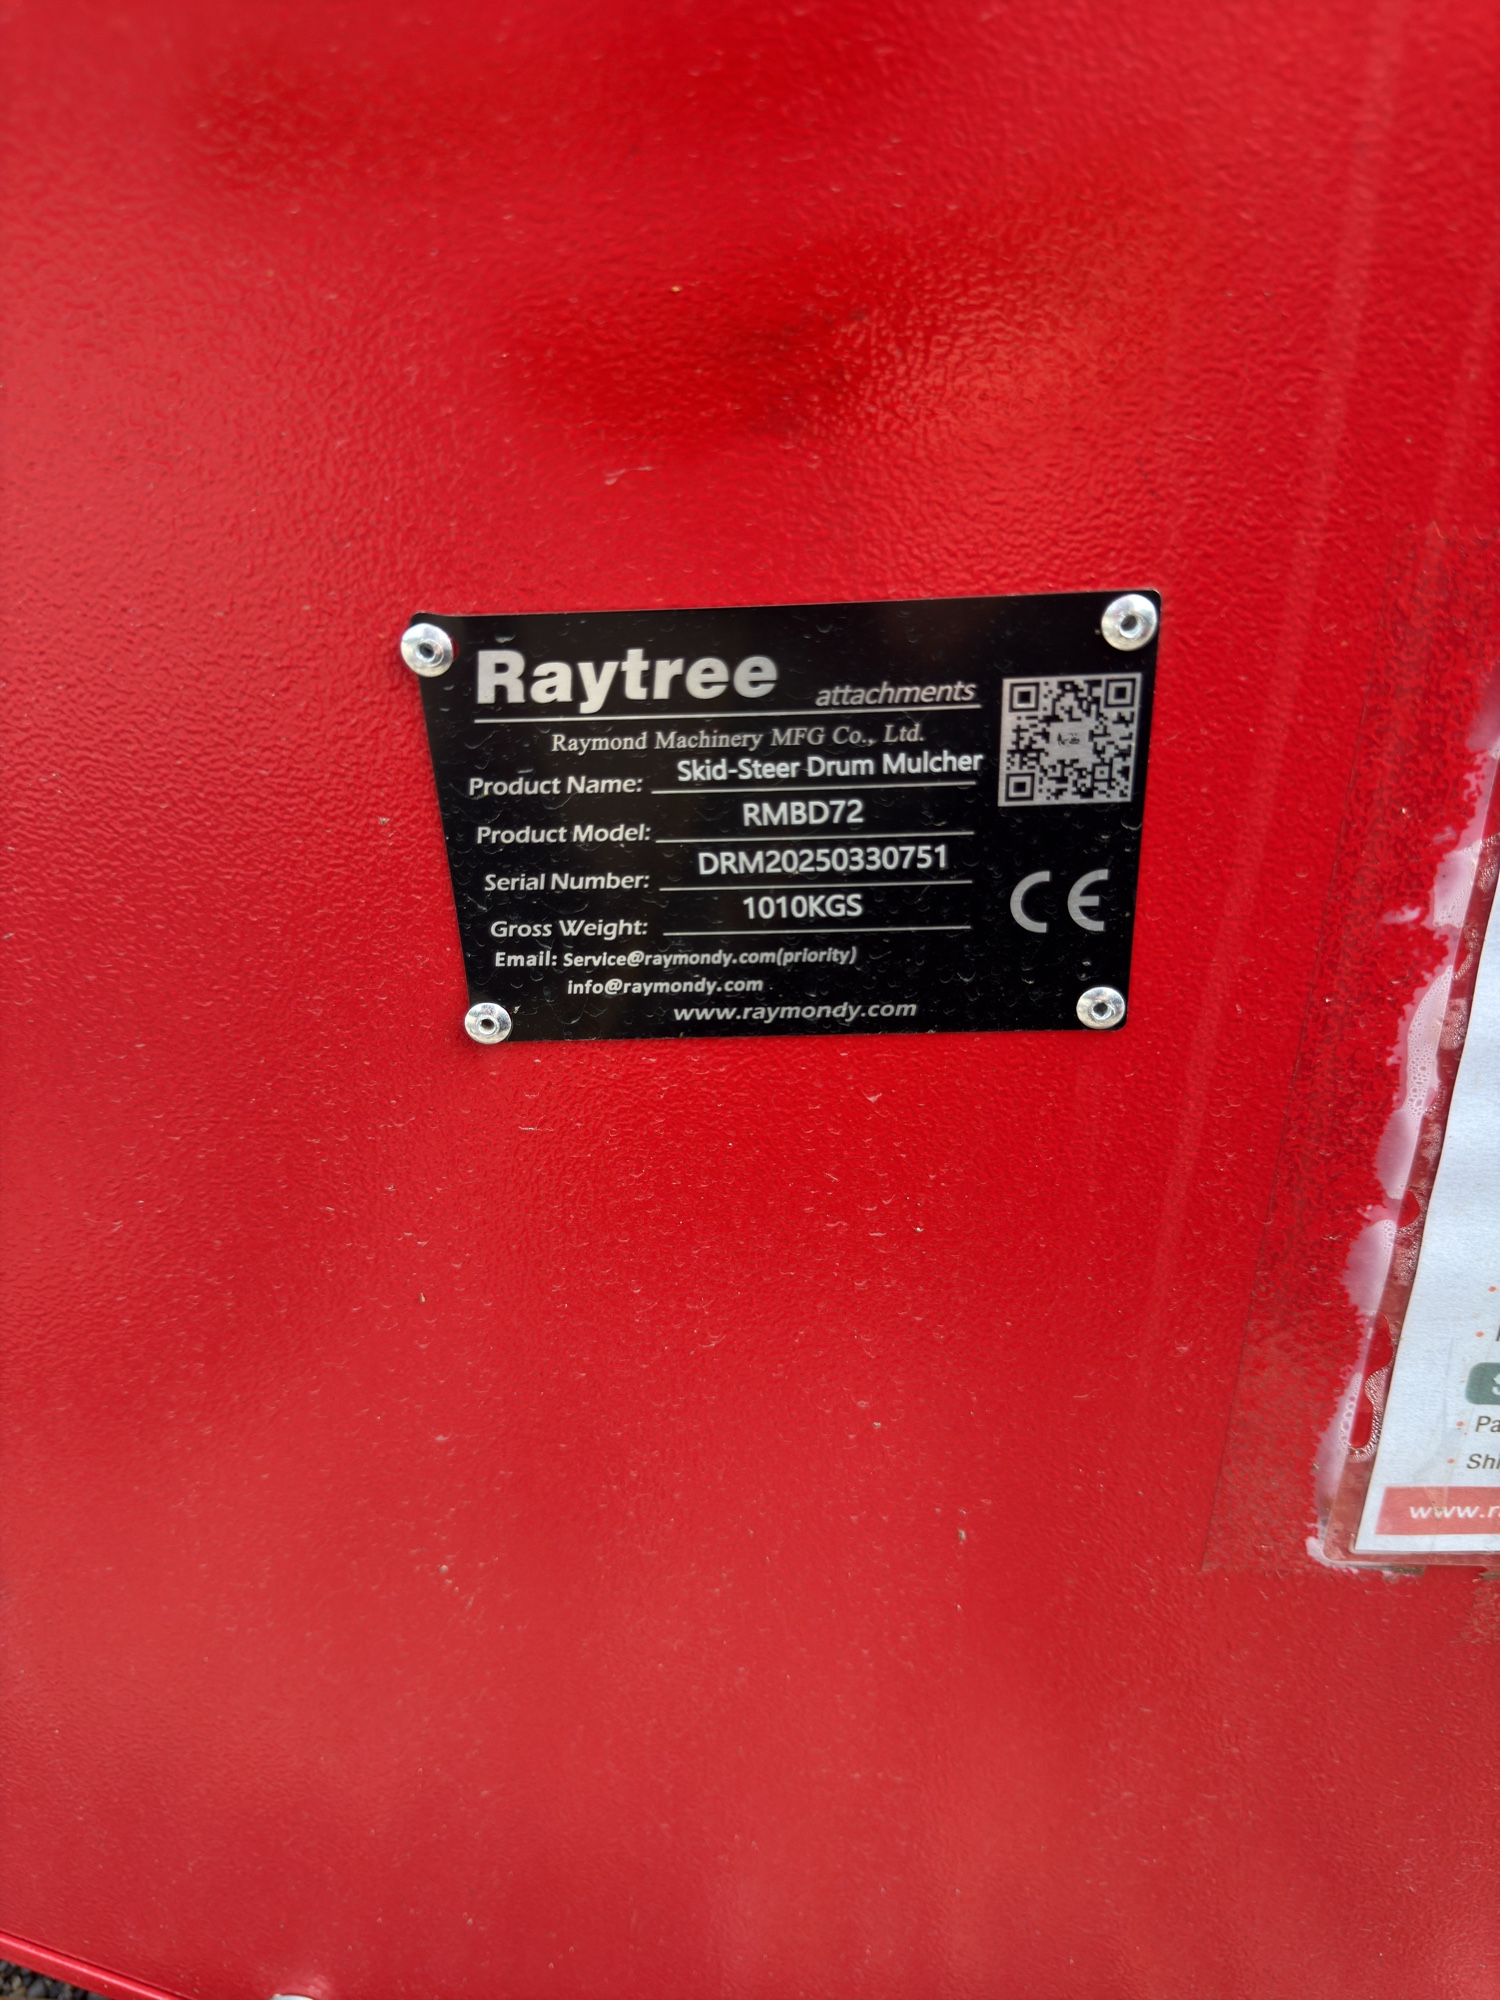 Raytree attachments
Raymond Machinery MFG Co., Ltd.
Product Name: Skid-Steer Drum Mulcher
Product Model: RMBD72
Serial Number: DRM20250330751
Gross Weight: 1010KGS
CE
Email: Service@raymondy.com(priority)
info@raymondy.com
www.raymondy.com
www.r